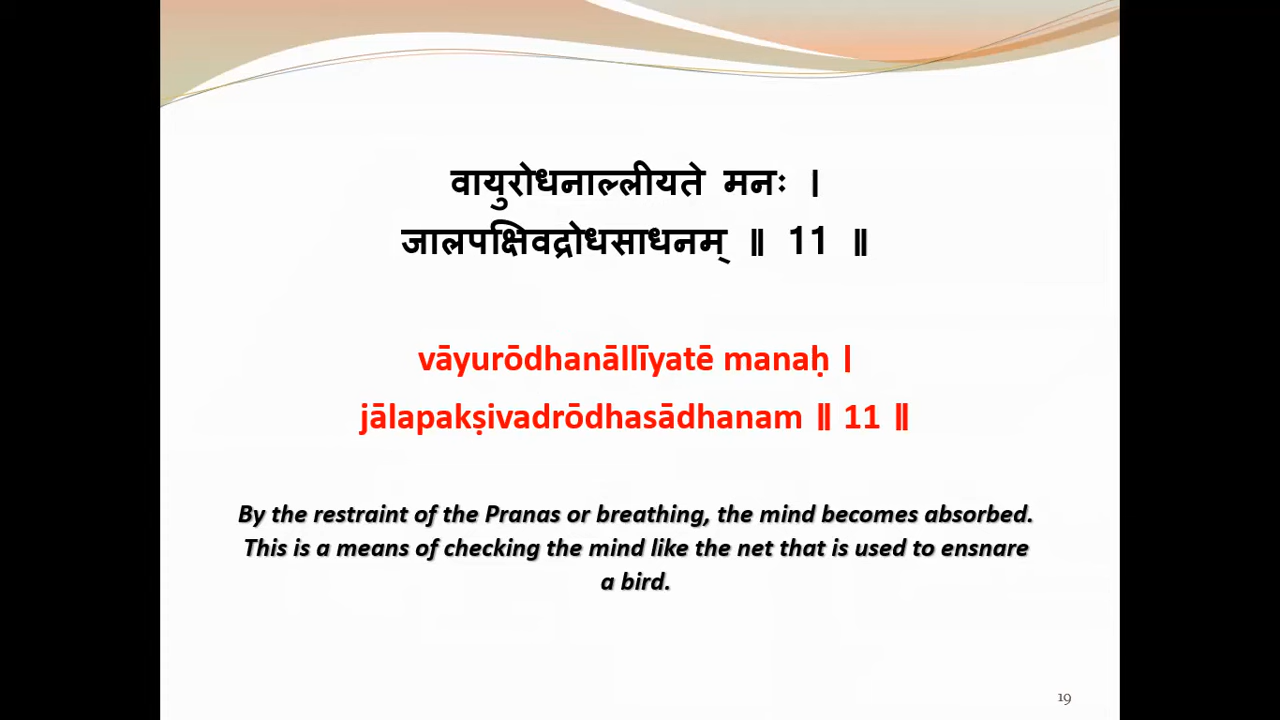 वायुरोधनाल्लीयते मनः ।
जालपक्षिवद्रोधसाधनम् ॥ 11 ॥
vāyurōdhanāllīyatē manaḥ ।
jālapakṣivadrōdhasādhanam ॥ 11 ॥
By the restraint of the Pranas or breathing, the mind becomes absorbed.
This is a means of checking the mind like the net that is used to ensnare
a bird.
19